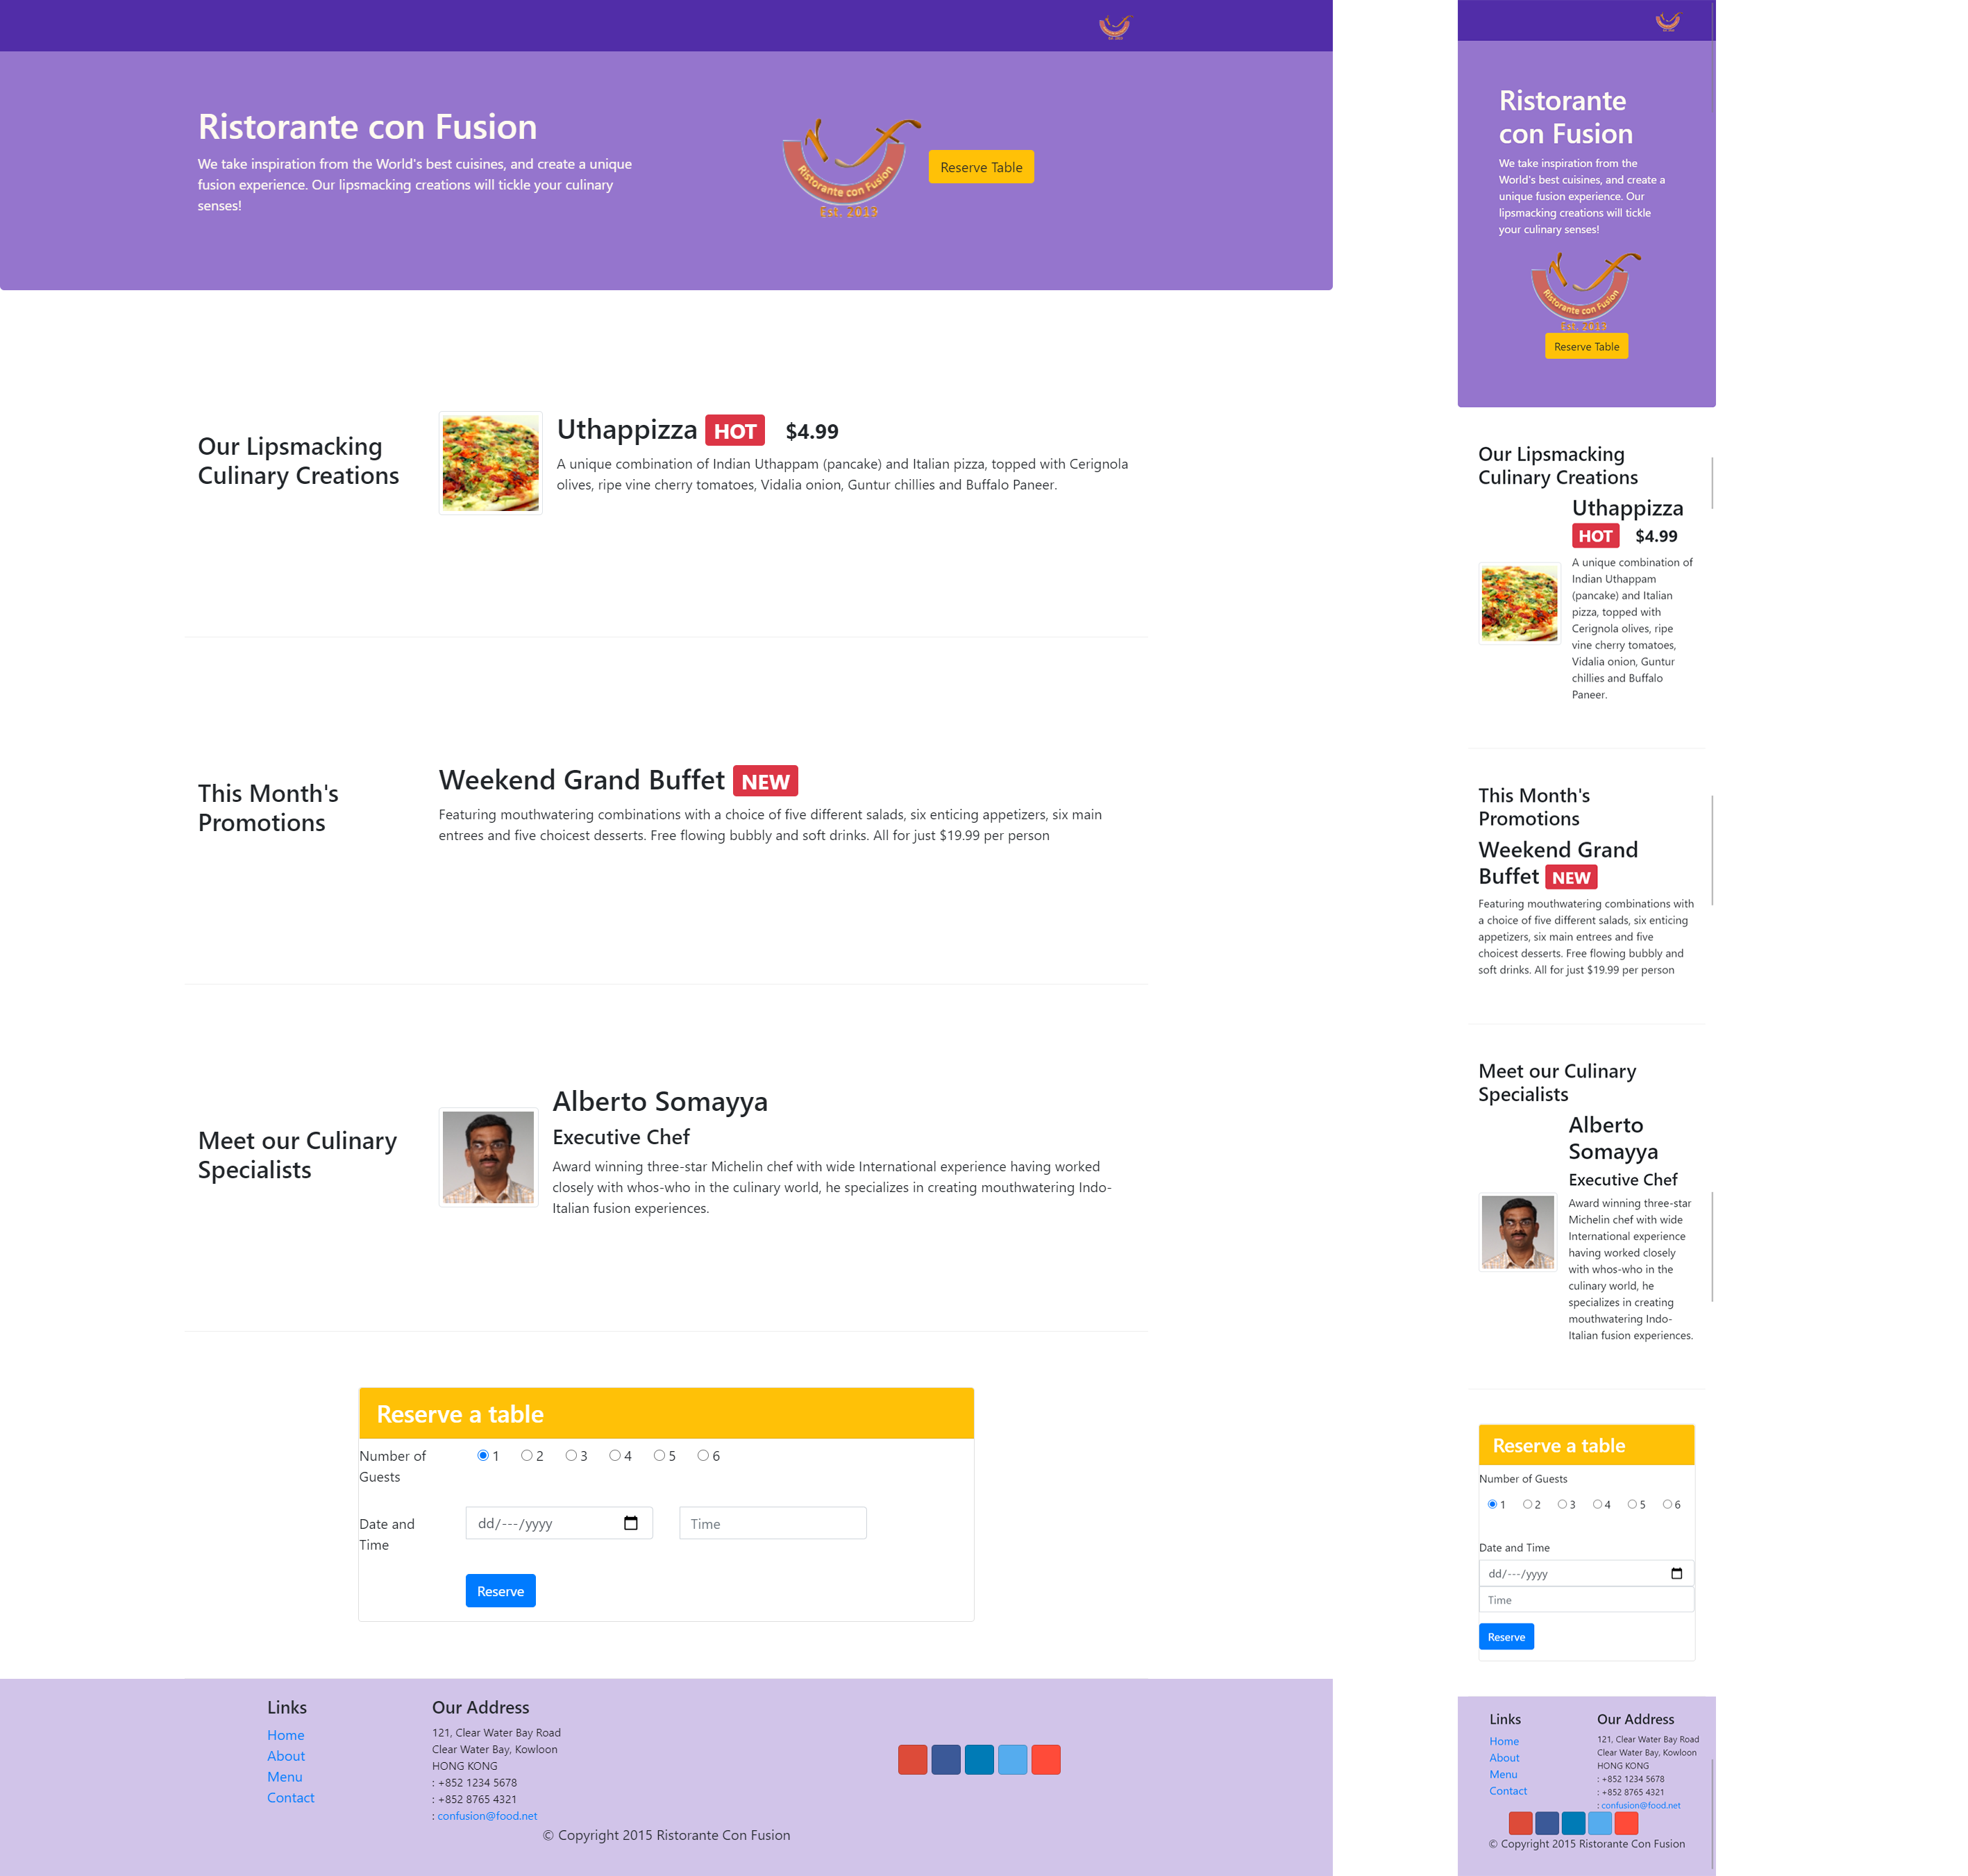 Ristorante con Fusion
We take inspiration from the World's best cuisines, and create a unique
fusion experience. Our lipsmacking creations will tickle your culinary
senses!
Ristorante con Fusion
Est. 2015
Reserve Table
Our Lipsmacking
Culinary Creations
Uthappizza HOT $4.99
A unique combination of Indian Uthappam (pancake) and Italian pizza, topped with Cerignola
olives, ripe vine cherry tomatoes, Vidalia onion, Guntur chillies and Buffalo Paneer.
This Month's
Promotions
Weekend Grand Buffet NEW
Featuring mouthwatering combinations with a choice of five different salads, six enticing appetizers, six main
entrees and five choicest desserts. Free flowing bubbly and soft drinks. All for just $19.99 per person
Meet our Culinary
Specialists
Alberto Somayya
Executive Chef
Award winning three-star Michelin chef with wide International experience having worked
closely with whos-who in the culinary world, he specializes in creating mouthwatering Indo-
Italian fusion experiences.
Reserve a table
Number of
Guests
1 2 3 4 5 6
Date and
Time
dd/---/yyyy
Time
Reserve
Links
Home
About
Menu
Contact
Our Address
121, Clear Water Bay Road
Clear Water Bay, Kowloon
HONG KONG
: +852 1234 5678
: +852 8765 4321
: confusion@food.net
© Copyright 2015 Ristorante Con Fusion
Ristorante
con Fusion
We take inspiration from the
World's best cuisines, and create a
unique fusion experience. Our
lipsmacking creations will tickle
your culinary senses!
Ristorante con Fusion
Est. 2015
Reserve Table
Our Lipsmacking
Culinary Creations
Uthappizza
HOT $4.99
A unique combination of
Indian Uthappam
(pancake) and Italian
pizza, topped with
Cerignola olives, ripe
vine cherry tomatoes,
Vidalia onion, Guntur
chillies and Buffalo
Paneer.
This Month's
Promotions
Weekend Grand
Buffet NEW
Featuring mouthwatering combinations with
a choice of five different salads, six enticing
appetizers, six main entrees and five
choicest desserts. Free flowing bubbly and
soft drinks. All for just $19.99 per person
Meet our Culinary
Specialists
Alberto
Somayya
Executive Chef
Award winning three-star
Michelin chef with wide
International experience
having worked closely
with whos-who in the
culinary world, he
specializes in creating
mouthwatering Indo-
Italian fusion experiences.
Reserve a table
Number of Guests
1 2 3 4 5 6
Date and Time
dd/---/yyyy
Time
Reserve
Links
Home
About
Menu
Contact
Our Address
121, Clear Water Bay Road
Clear Water Bay, Kowloon
HONG KONG
: +852 1234 5678
: +852 8765 4321
: confusion@food.net
© Copyright 2015 Ristorante Con Fusion